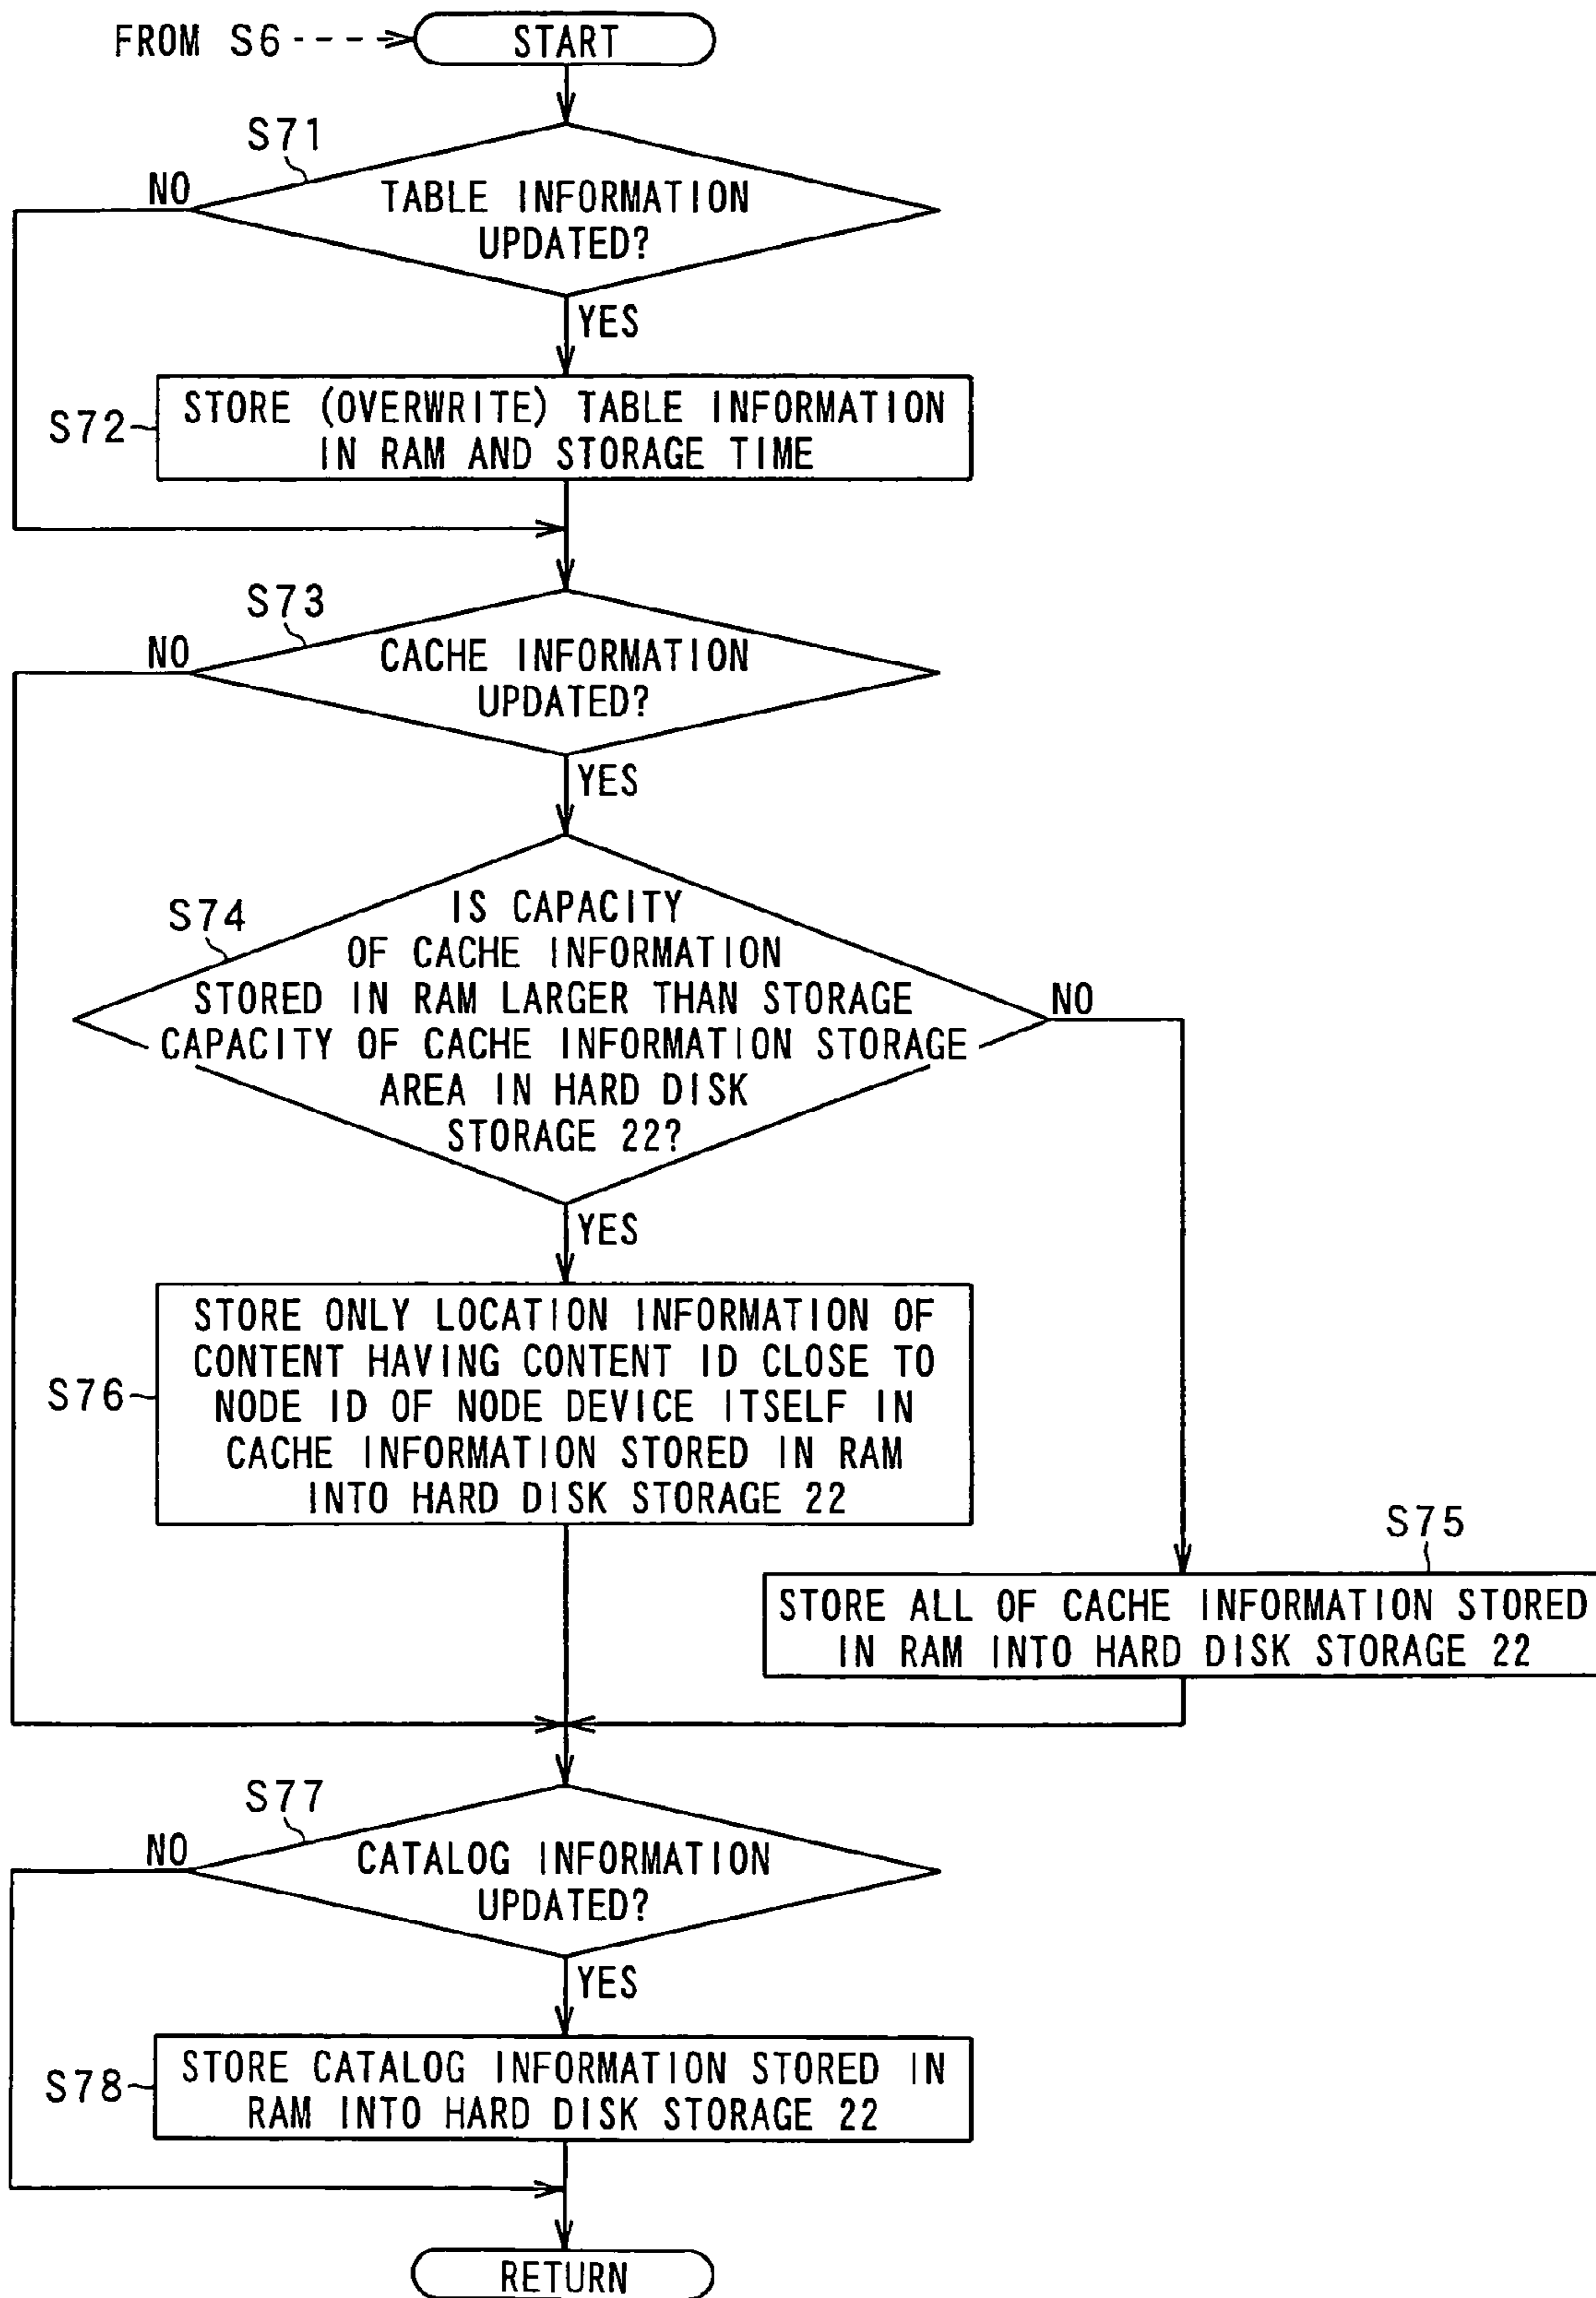 FROM S6
START
S71
NO
TABLE INFORMATION
UPDATED?
YES
S72
STORE (OVERWRITE) TABLE INFORMATION
IN RAM AND STORAGE TIME
S73
NO
CACHE INFORMATION
UPDATED?
YES
S74
IS CAPACITY
OF CACHE INFORMATION
STORED IN RAM LARGER THAN STORAGE
CAPACITY OF CACHE INFORMATION STORAGE
AREA IN HARD DISK
STORAGE 22?
NO
YES
S76
STORE ONLY LOCATION INFORMATION OF
CONTENT HAVING CONTENT ID CLOSE TO
NODE ID OF NODE DEVICE ITSELF IN
CACHE INFORMATION STORED IN RAM
INTO HARD DISK STORAGE 22
S75
STORE ALL OF CACHE INFORMATION STORED
IN RAM INTO HARD DISK STORAGE 22
S77
NO
CATALOG INFORMATION
UPDATED?
YES
S78
STORE CATALOG INFORMATION STORED IN
RAM INTO HARD DISK STORAGE 22
RETURN